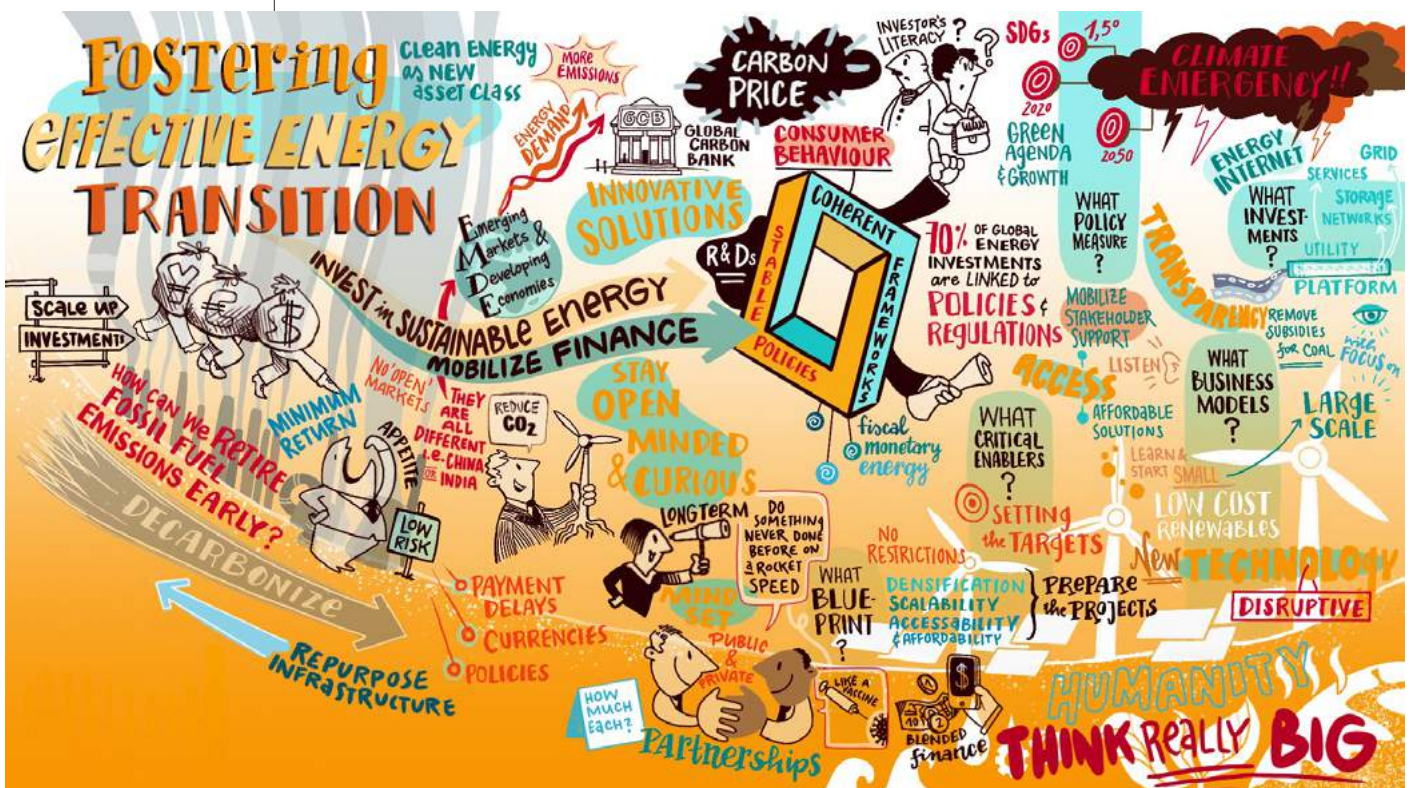 Fostering
EFFECTIVE ENERGY
TRANSITION
CLEAN ENERGY
as NEW
asset CLASS
MORE
EMISSIONS
ENERGY
DEMAND
GCB
GLOBAL
CARBON
BANK
CARBON
PRICE
INVESTOR'S
LITERACY?
?
SDGs
1,5°
2020
2050
GREEN
AGENDA
& GROWTH
CLIMATE
EMERGENCY!!
CONSUMER
BEHAVIOUR
INNOVATIVE
SOLUTIONS
Emerging
Markets &
Developing
Economies
R&Ds
STABLE
POLICIES
COHERENT
FRAMEWORKS
fiscal
monetary
energy
70% OF GLOBAL
ENERGY
INVESTMENTS
are LINKED to
POLICIES &
REGULATIONS
WHAT
POLICY
MEASURE
?
MOBILIZE
STAKEHOLDER
SUPPORT
LISTEN
ACCESS
AFFORDABLE
SOLUTIONS
TRANSPARENCY
ENERGY
INTERNET
WHAT
INVEST-
MENTS
?
GRID
SERVICES
STORAGE
NETWORKS
UTILITY
PLATFORM
REMOVE
SUBSIDIES
for COAL
with
FOCUS on
WHAT
BUSINESS
MODELS
?
LARGE
SCALE
LEARN &
START SMALL
LOW COST
RENEWABLES
New TECHNOLOGY
DISRUPTIVE
SCALE UP
INVESTMENTS
¥
€
$
INVEST in SUSTAINABLE ENERGY
MOBILIZE FINANCE
HOW CAN WE RETIRE
FOSSIL FUEL
EMISSIONS EARLY?
DECARBONIZE
REPURPOSE
INFRASTRUCTURE
MINIMUM
RETURN
APPETITE
LOW
RISK
NO 'OPEN'
MARKETS
THEY
ARE ALL
DIFFERENT
i.e. CHINA
OR INDIA
REDUCE
CO2
PAYMENT
DELAYS
CURRENCIES
POLICIES
STAY
OPEN
MINDED
& CURIOUS
LONGTERM
MIND
SET
DO
SOMETHING
NEVER DONE
BEFORE ON
a ROCKET
SPEED
PUBLIC
&
PRIVATE
HOW
MUCH
EACH?
PARTNERSHIPS
WHAT
BLUE-
PRINT
?
LIKE A
VACCINE
$
10
2
BLENDED
finance
WHAT
CRITICAL
ENABLERS
?
SETTING
the TARGETS
NO
RESTRICTIONS
DENSIFICATION
SCALABILITY
ACCESSABILITY
& AFFORDABILITY
PREPARE
the PROJECTS
HUMANITY
THINK REALLY BIG